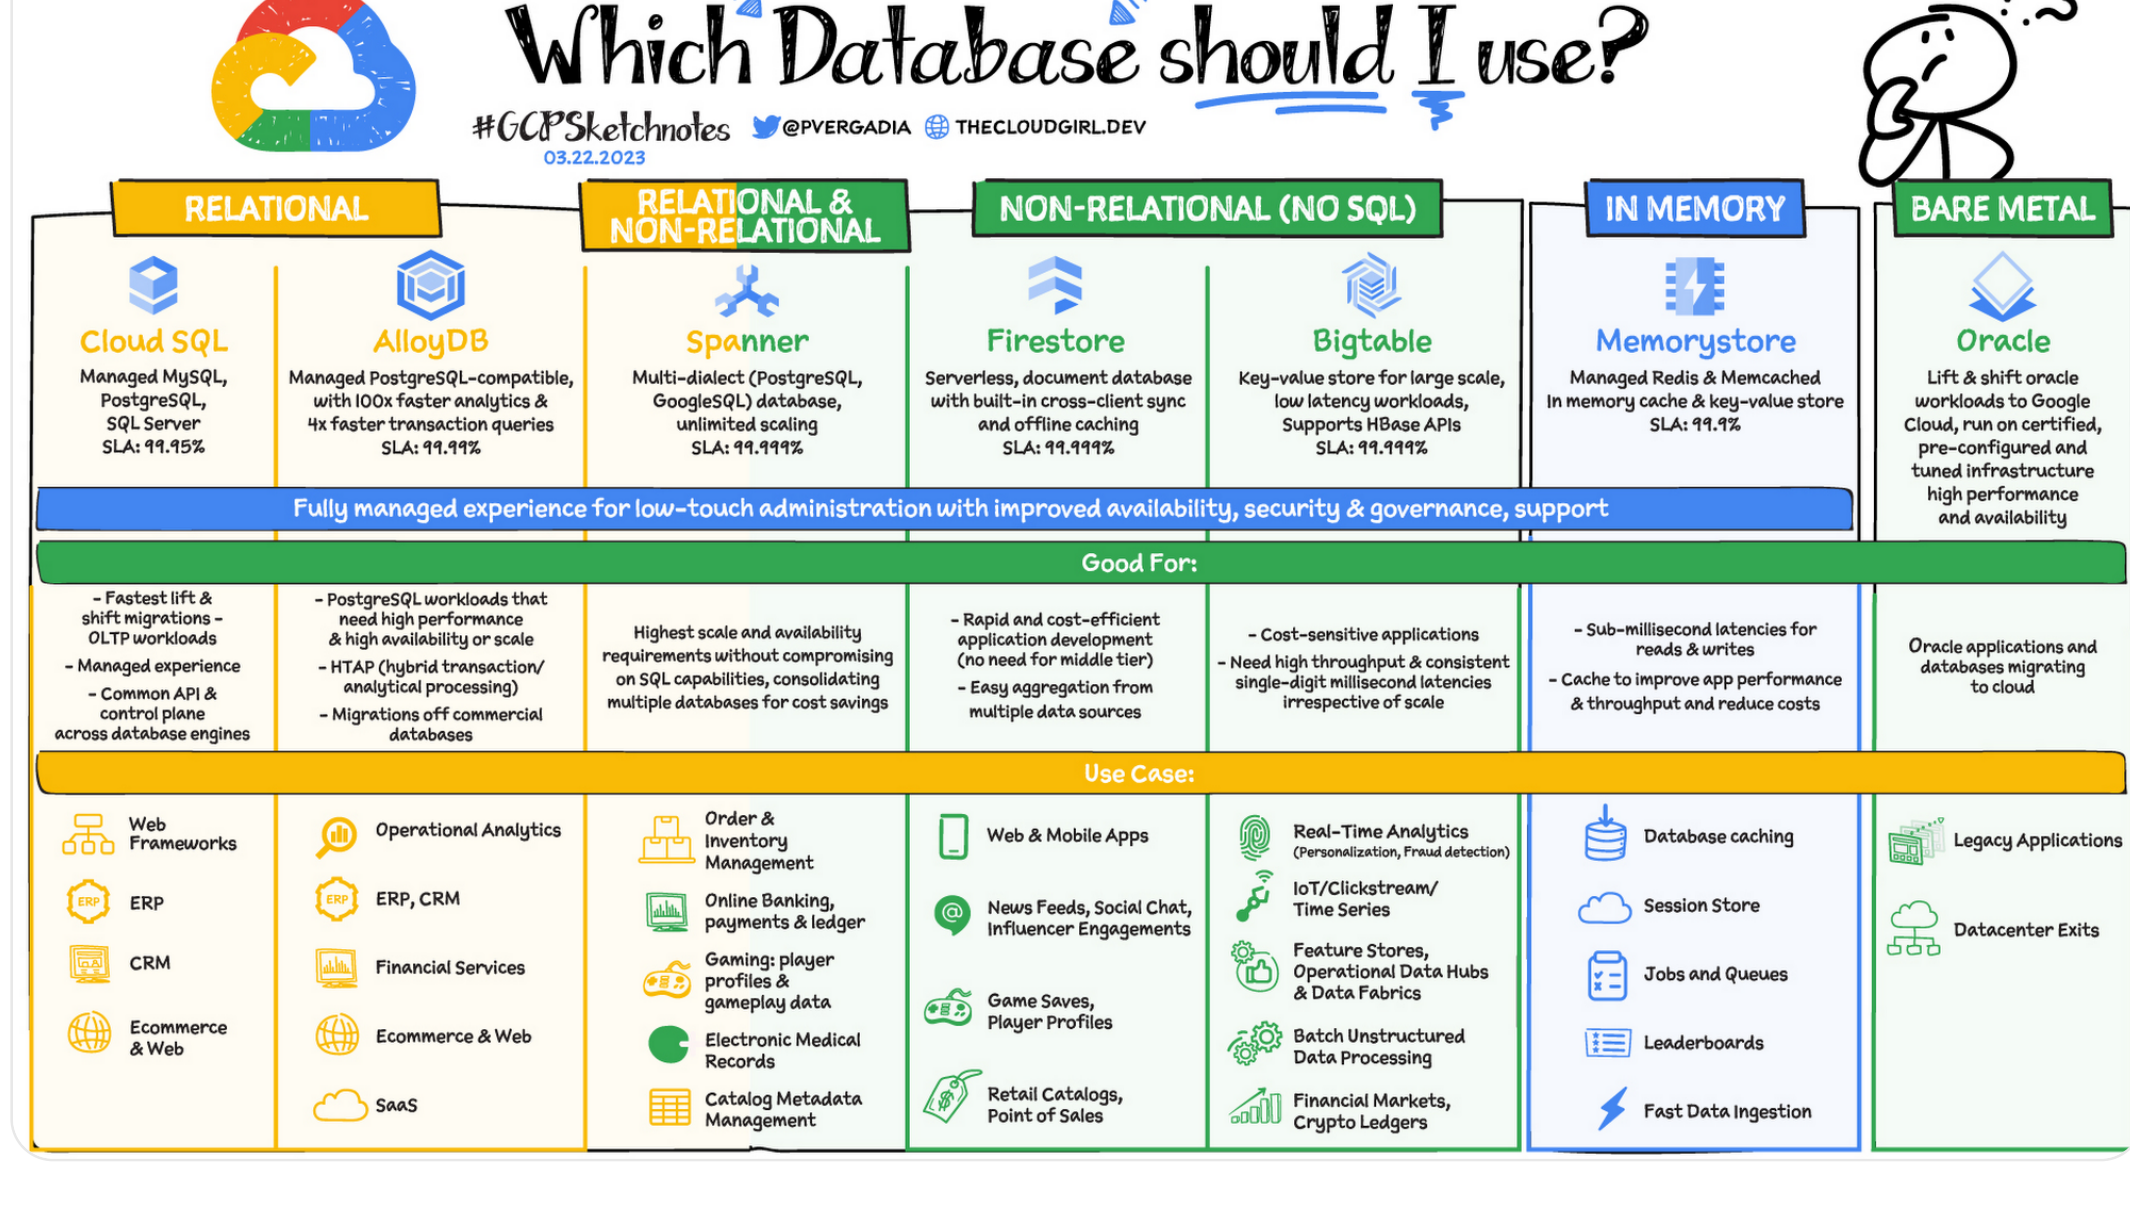 Which Database should I use?
#GCPSketchnotes @PVERGADIA THECLOUDGIRL.DEV
03.22.2023
RELATIONAL
RELATIONAL &
NON-RELATIONAL
NON-RELATIONAL (NO SQL)
IN MEMORY
BARE METAL
Cloud SQL
Managed MySQL,
PostgreSQL,
SQL Server
SLA: 99.95%
AlloyDB
Managed PostgreSQL-compatible,
with 100x faster analytics &
4x faster transaction queries
SLA: 99.99%
Spanner
Multi-dialect (PostgreSQL,
GoogleSQL) database,
unlimited scaling
SLA: 99.999%
Firestore
Serverless, document database
with built-in cross-client sync
and offline caching
SLA: 99.999%
Bigtable
Key-value store for large scale,
low latency workloads,
Supports HBase APIs
SLA: 99.999%
Memorystore
Managed Redis & Memcached
In memory cache & key-value store
SLA: 99.9%
Oracle
Lift & shift oracle
workloads to Google
Cloud, run on certified,
pre-configured and
tuned infrastructure
high performance
and availability
Fully managed experience for low-touch administration with improved availability, security & governance, support
Good For:
- Fastest lift &
shift migrations -
OLTP workloads
- Managed experience
- Common API &
control plane
across database engines
- PostgreSQL workloads that
need high performance
& high availability or scale
- HTAP (hybrid transaction/
analytical processing)
- Migrations off commercial
databases
Highest scale and availability
requirements without compromising
on SQL capabilities, consolidating
multiple databases for cost savings
- Rapid and cost-efficient
application development
(no need for middle tier)
- Easy aggregation from
multiple data sources
- Cost-sensitive applications
- Need high throughput & consistent
single-digit millisecond latencies
irrespective of scale
- Sub-millisecond latencies for
reads & writes
- Cache to improve app performance
& throughput and reduce costs
Oracle applications and
databases migrating
to cloud
Use Case:
Web
Frameworks
ERP
ERP
CRM
Ecommerce
& Web
Operational Analytics
ERP
ERP, CRM
Financial Services
Ecommerce & Web
SaaS
Order &
Inventory
Management
Online Banking,
payments & ledger
Gaming: player
profiles &
gameplay data
Electronic Medical
Records
Catalog Metadata
Management
Web & Mobile Apps
@
News Feeds, Social Chat,
Influencer Engagements
Game Saves,
Player Profiles
$
Retail Catalogs,
Point of Sales
Real-Time Analytics
(Personalization, Fraud detection)
IoT/Clickstream/
Time Series
Feature Stores,
Operational Data Hubs
& Data Fabrics
Batch Unstructured
Data Processing
Financial Markets,
Crypto Ledgers
Database caching
Session Store
Jobs and Queues
Leaderboards
Fast Data Ingestion
Legacy Applications
Datacenter Exits